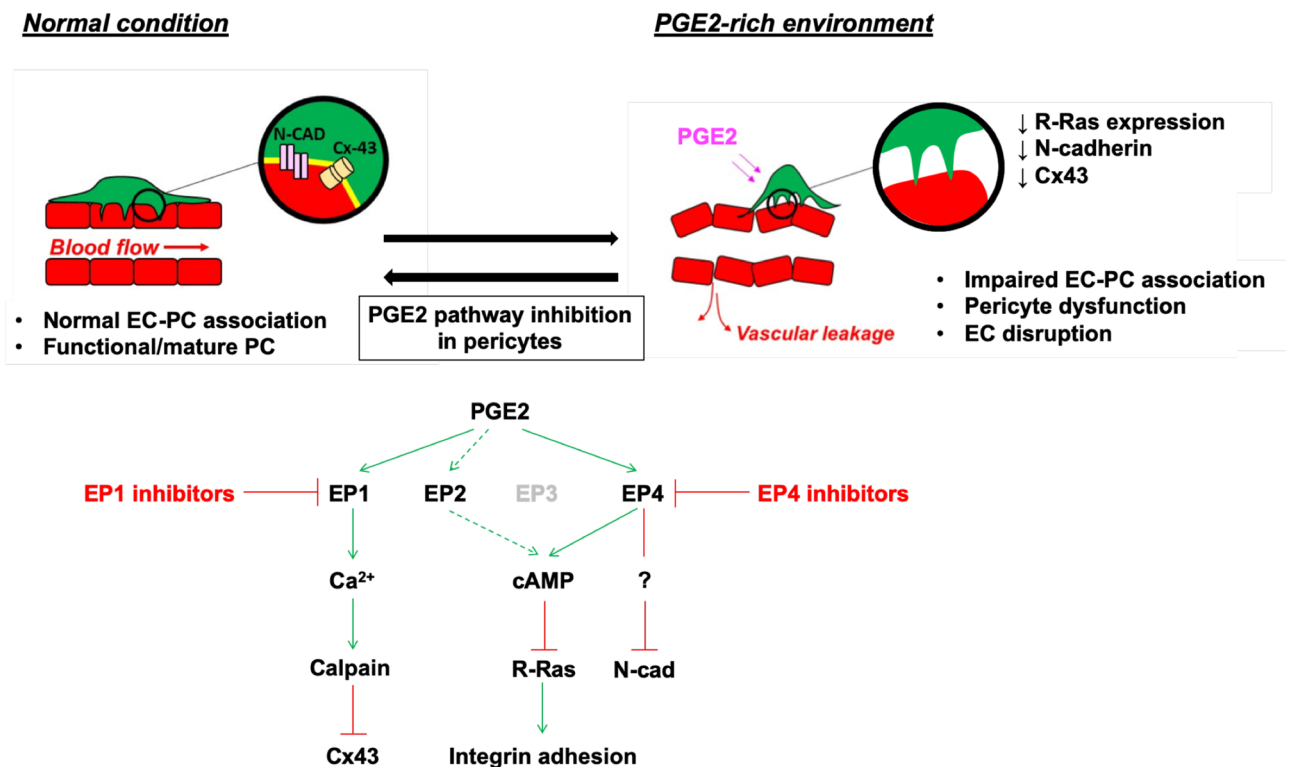 Normal condition
PGE2-rich environment
N-CAD
Cx-43
Blood flow
• Normal EC-PC association
• Functional/mature PC
PGE2 pathway inhibition
in pericytes
PGE2
↓ R-Ras expression
↓ N-cadherin
↓ Cx43
Vascular leakage
• Impaired EC-PC association
• Pericyte dysfunction
• EC disruption
PGE2
EP1 inhibitors
EP1
EP2
EP3
EP4
EP4 inhibitors
Ca²⁺
cAMP
?
Calpain
R-Ras
N-cad
Cx43
Integrin adhesion